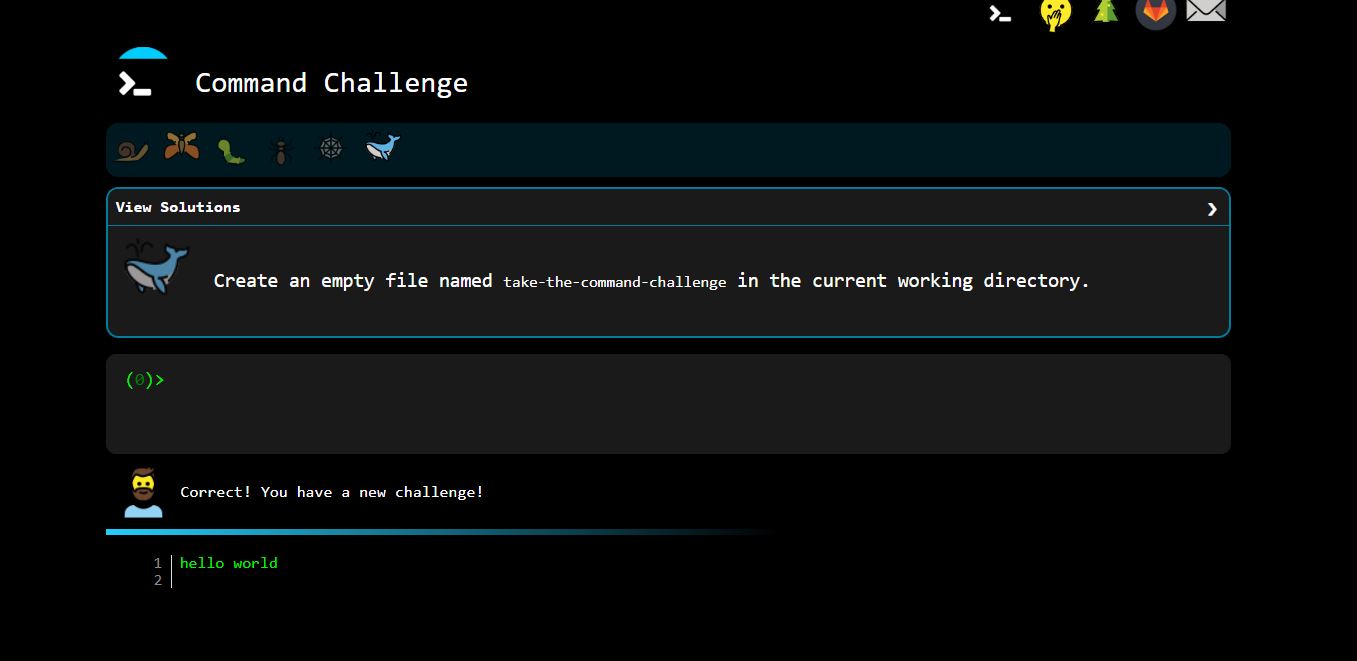 Command Challenge
View Solutions
Create an empty file named take-the-command-challenge in the current working directory.
(0)>
Correct! You have a new challenge!
1 hello world
2